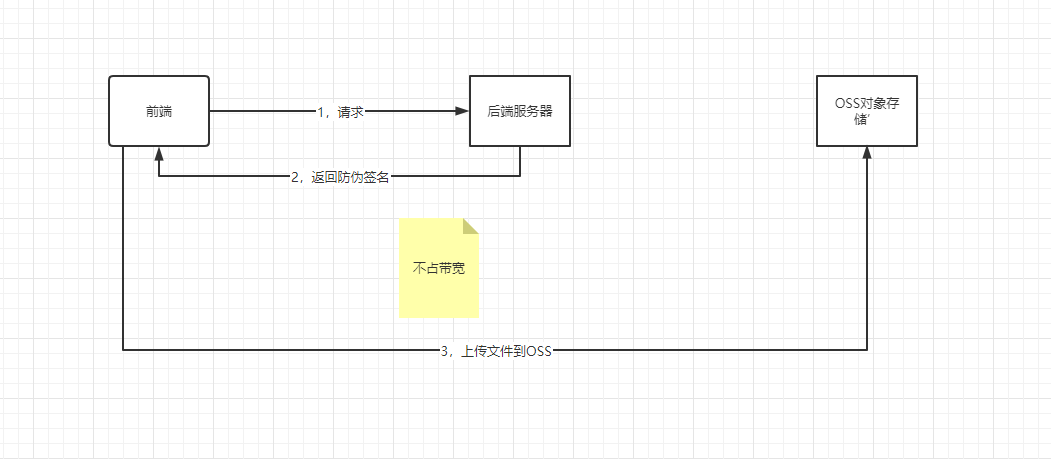 前端
1，请求
后端服务器
OSS对象存
储'
2，返回防伪签名
不占带宽
3，上传文件到OSS